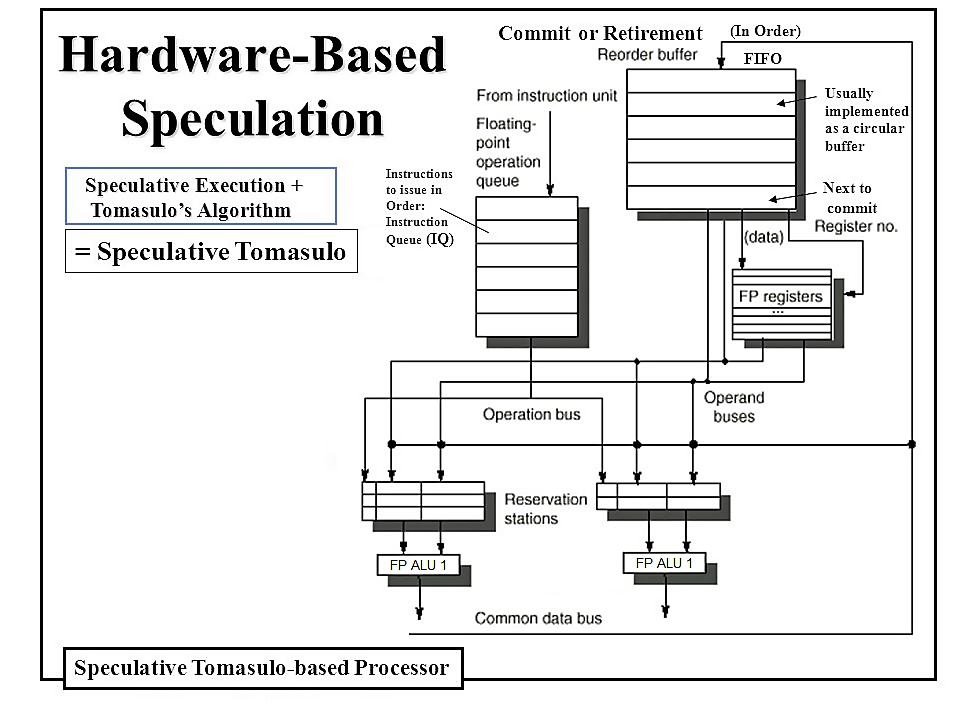 Hardware-Based
Speculation
Speculative Execution +
Tomasulo's Algorithm
= Speculative Tomasulo
Commit or Retirement
(In Order)
Reorder buffer
FIFO
Usually
implemented
as a circular
buffer
Next to
commit
From instruction unit
Floating-
point
operation
queue
Instructions
to issue in
Order:
Instruction
Queue (IQ)
Register no.
(data)
FP registers
...
Operand
buses
Operation bus
Reservation
stations
FP ALU 1
FP ALU 1
Common data bus
Speculative Tomasulo-based Processor